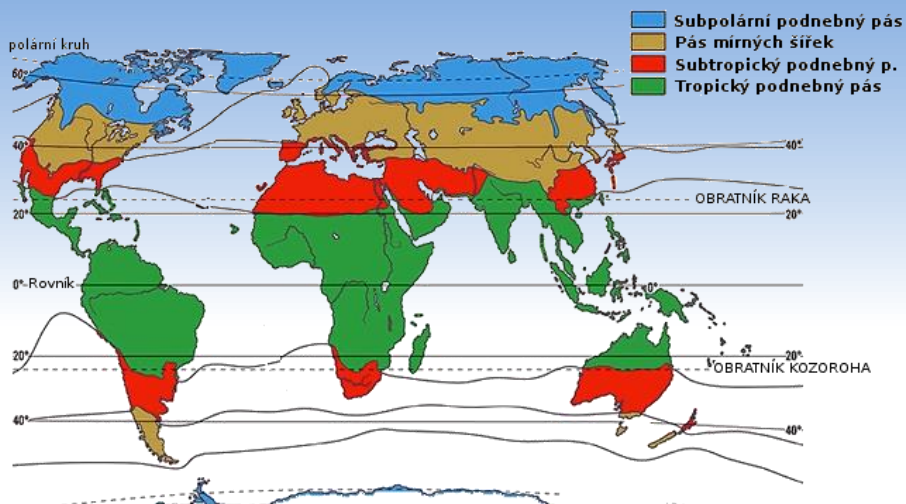 Subpolární podnebný pás
Pás mírných šířek
Subtropický podnebný p.
Tropický podnebný pás
polární kruh
60°
40°
40°
OBRATNÍK RAKA
20°
20°
0°
Rovník
0°
20°
20°
OBRATNÍK KOZOROHA
40°
40°